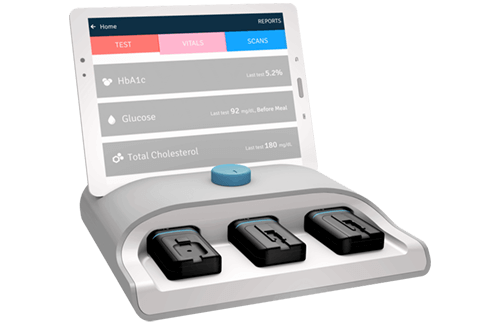 ← Home
REPORTS
TEST
VITALS
SCANS
HbA1c
Last test 5.2%
Glucose
Last test 92 mg/dL, Before Meal
Total Cholesterol
Last test 180 mg/dL